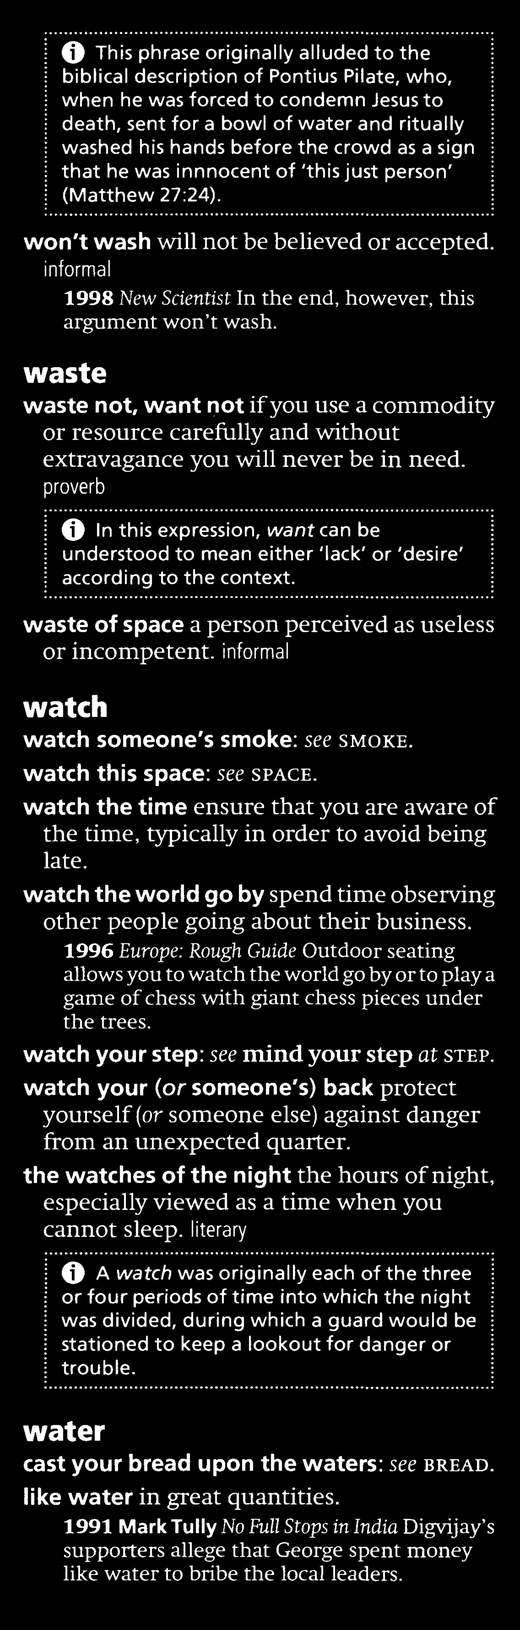 ⓘ This phrase originally alluded to the
biblical description of Pontius Pilate, who,
when he was forced to condemn Jesus to
death, sent for a bowl of water and ritually
washed his hands before the crowd as a sign
that he was innnocent of ‘this just person’
(Matthew 27:24).
won’t wash will not be believed or accepted.
informal
1998 New Scientist In the end, however, this
argument won’t wash.
waste
waste not, want not if you use a commodity
or resource carefully and without
extravagance you will never be in need.
proverb
ⓘ In this expression, want can be
understood to mean either ‘lack’ or ‘desire’
according to the context.
waste of space a person perceived as useless
or incompetent. informal
watch
watch someone’s smoke: see SMOKE.
watch this space: see SPACE.
watch the time ensure that you are aware of
the time, typically in order to avoid being
late.
watch the world go by spend time observing
other people going about their business.
1996 Europe: Rough Guide Outdoor seating
allows you to watch the world go by or to play a
game of chess with giant chess pieces under
the trees.
watch your step: see mind your step at STEP.
watch your (or someone’s) back protect
yourself (or someone else) against danger
from an unexpected quarter.
the watches of the night the hours of night,
especially viewed as a time when you
cannot sleep. literary
ⓘ A watch was originally each of the three
or four periods of time into which the night
was divided, during which a guard would be
stationed to keep a lookout for danger or
trouble.
water
cast your bread upon the waters: see BREAD.
like water in great quantities.
1991 Mark Tully No Full Stops in India Digvijay’s
supporters allege that George spent money
like water to bribe the local leaders.